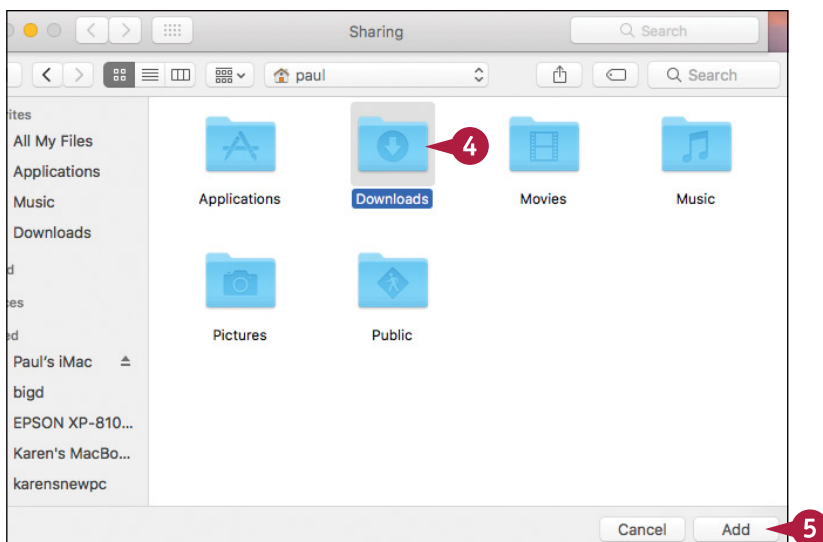 Sharing
Search
paul
Search
ites
All My Files
Applications
Music
Downloads
d
es
ed
Paul's iMac
bigd
EPSON XP-810...
Karen's MacBo...
karensnewpc
Applications
Downloads
4
Movies
Music
Pictures
Public
Cancel
Add
5